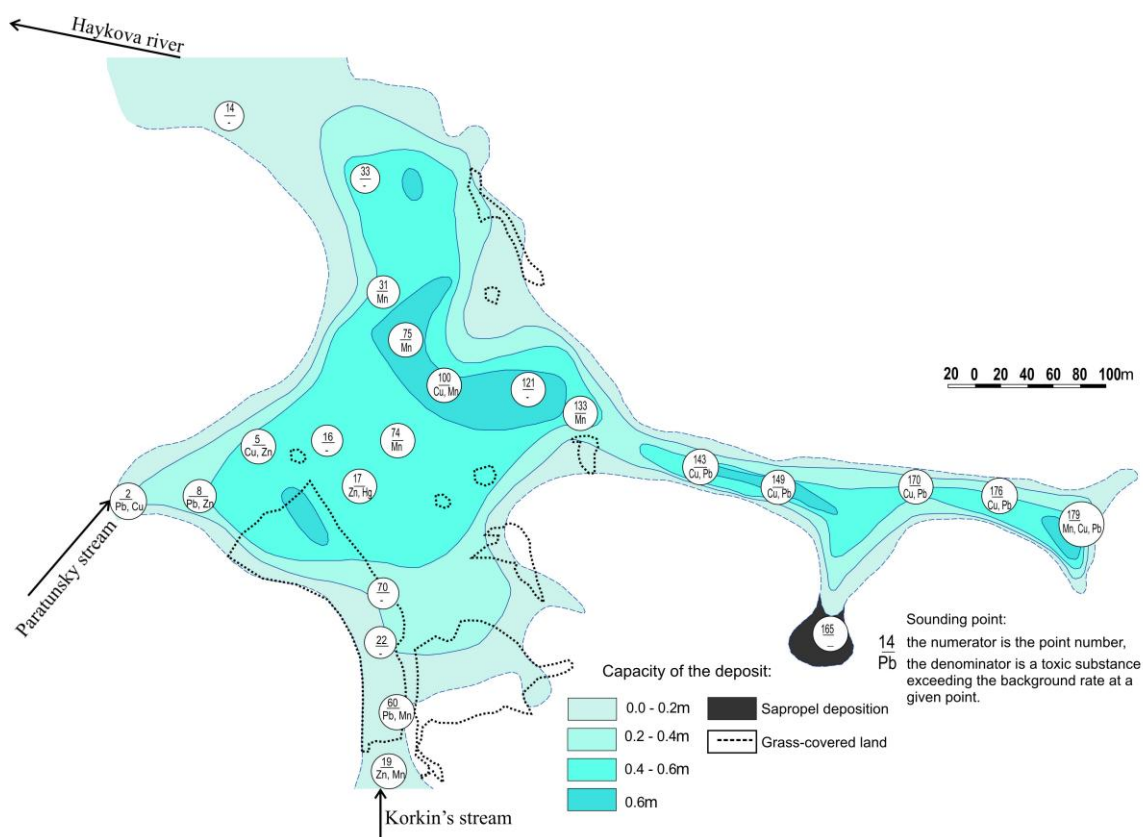 Haykova river
14
-
33
-
31
Mn
75
Mn
100
Cu, Mn
121
-
133
Mn
20 0 20 40 60 80 100m
5
Cu, Zn
16
-
74
Mn
17
Zn, Hg
2
Pb, Cu
8
Pb, Zn
143
Cu, Pb
149
Cu, Pb
170
Cu, Pb
176
Cu, Pb
179
Mn, Cu, Pb
Paratunsky stream
70
-
22
-
60
Pb, Mn
19
Zn, Mn
Korkin's stream
165
-
Sounding point:
14
Pb
the numerator is the point number,
the denominator is a toxic substance
exceeding the background rate at a
given point.
Capacity of the deposit:
0.0 - 0.2m
0.2 - 0.4m
0.4 - 0.6m
0.6m
Sapropel deposition
Grass-covered land